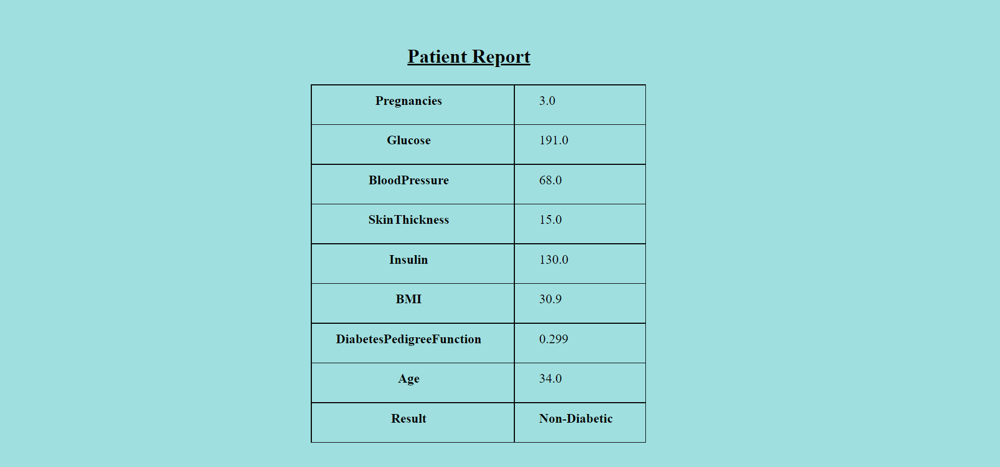 Patient Report
Pregnancies 3.0
Glucose 191.0
BloodPressure 68.0
SkinThickness 15.0
Insulin 130.0
BMI 30.9
DiabetesPedigreeFunction 0.299
Age 34.0
Result Non-Diabetic